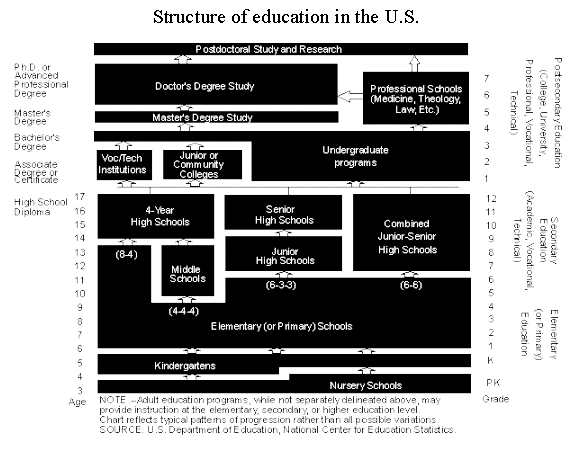 Structure of education in the U.S.
Postdoctoral Study and Research
Ph.D. or
Advanced
Professional
Degree
Doctor's Degree Study
Professional Schools
(Medicine, Theology,
Law, Etc.)
Master's
Degree
Master's Degree Study
Bachelor's
Degree
Undergraduate
programs
Associate
Degree or
Certificate
Voc/Tech
Institutions
Junior or
Community
Colleges
7
6
5
4
3
2
1
Postsecondary Education
(College, University,
Professional, Vocational,
Technical)
High School
Diploma
17
16
15
14
13
12
11
10
9
8
7
6
5
4
3
Age
4-Year
High Schools
Senior
High Schools
Combined
Junior-Senior
High Schools
Junior
High Schools
(8-4)
Middle
Schools
(6-3-3)
(6-6)
(4-4-4)
Elementary (or Primary) Schools
Kindergartens
Nursery Schools
12
11
10
9
8
7
6
5
4
3
2
1
K
PK
Grade
Secondary
Education
(Academic, Vocational,
Technical)
Elementary
(or Primary)
Education
NOTE .--Adult education programs, while not separately delineated above, may
provide instruction at the elementary, secondary, or higher education level.
Chart reflects typical patterns of progression rather than all possible variations.
SOURCE: U.S. Department of Education, National Center for Education Statistics.